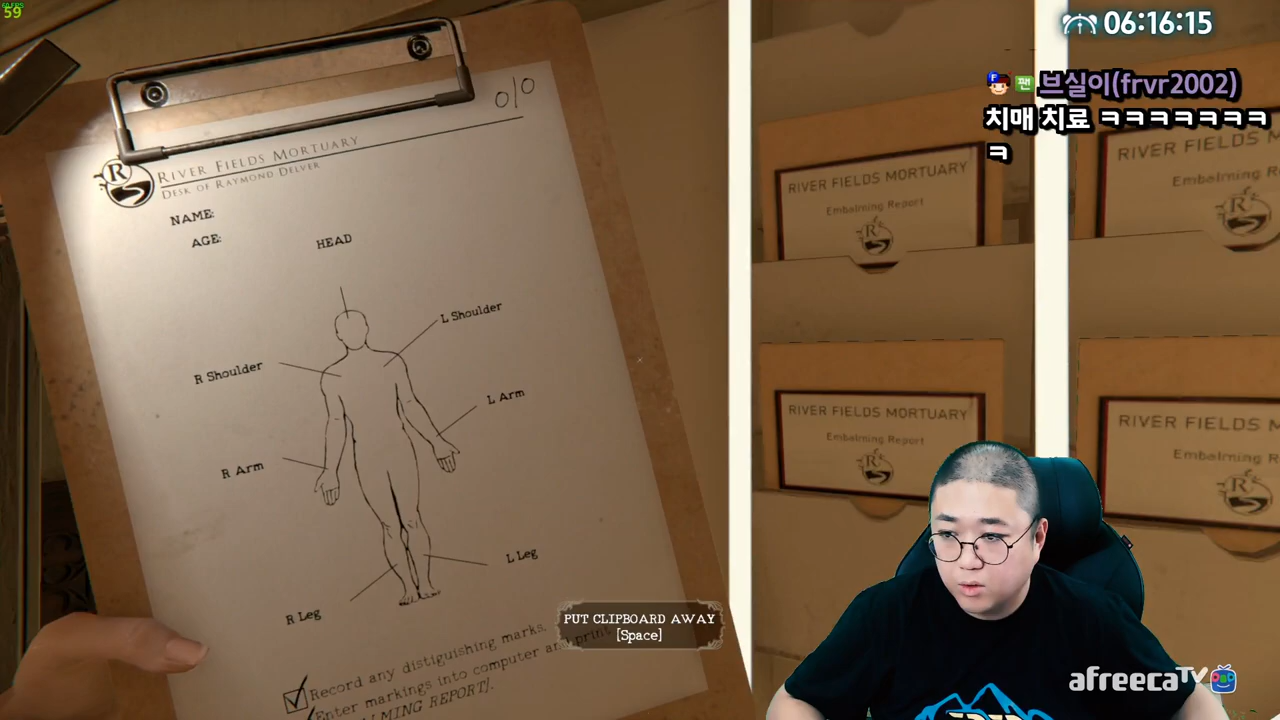 60 FPS
59
06:16:15
F 팬 브실이(frvr2002)
치매 치료 ㅋㅋㅋㅋㅋㅋㅋ
ㅋ
0/0
R RIVER FIELDS MORTUARY
DESK OF RAYMOND DELVER
NAME:
AGE:
HEAD
L Shoulder
R Shoulder
L Arm
R Arm
L Leg
R Leg
Record any distiguishing marks.
Enter markings into computer and print
PUT CLIPBOARD AWAY
[Space]
RIVER FIELDS MORTUARY
Embalming Report
R
RIVER FIELDS
Embalming R
R
RIVER FIELDS MORTUARY
Embalming Report
R
RIVER FIELDS
Embalming R
R
afreecaTV